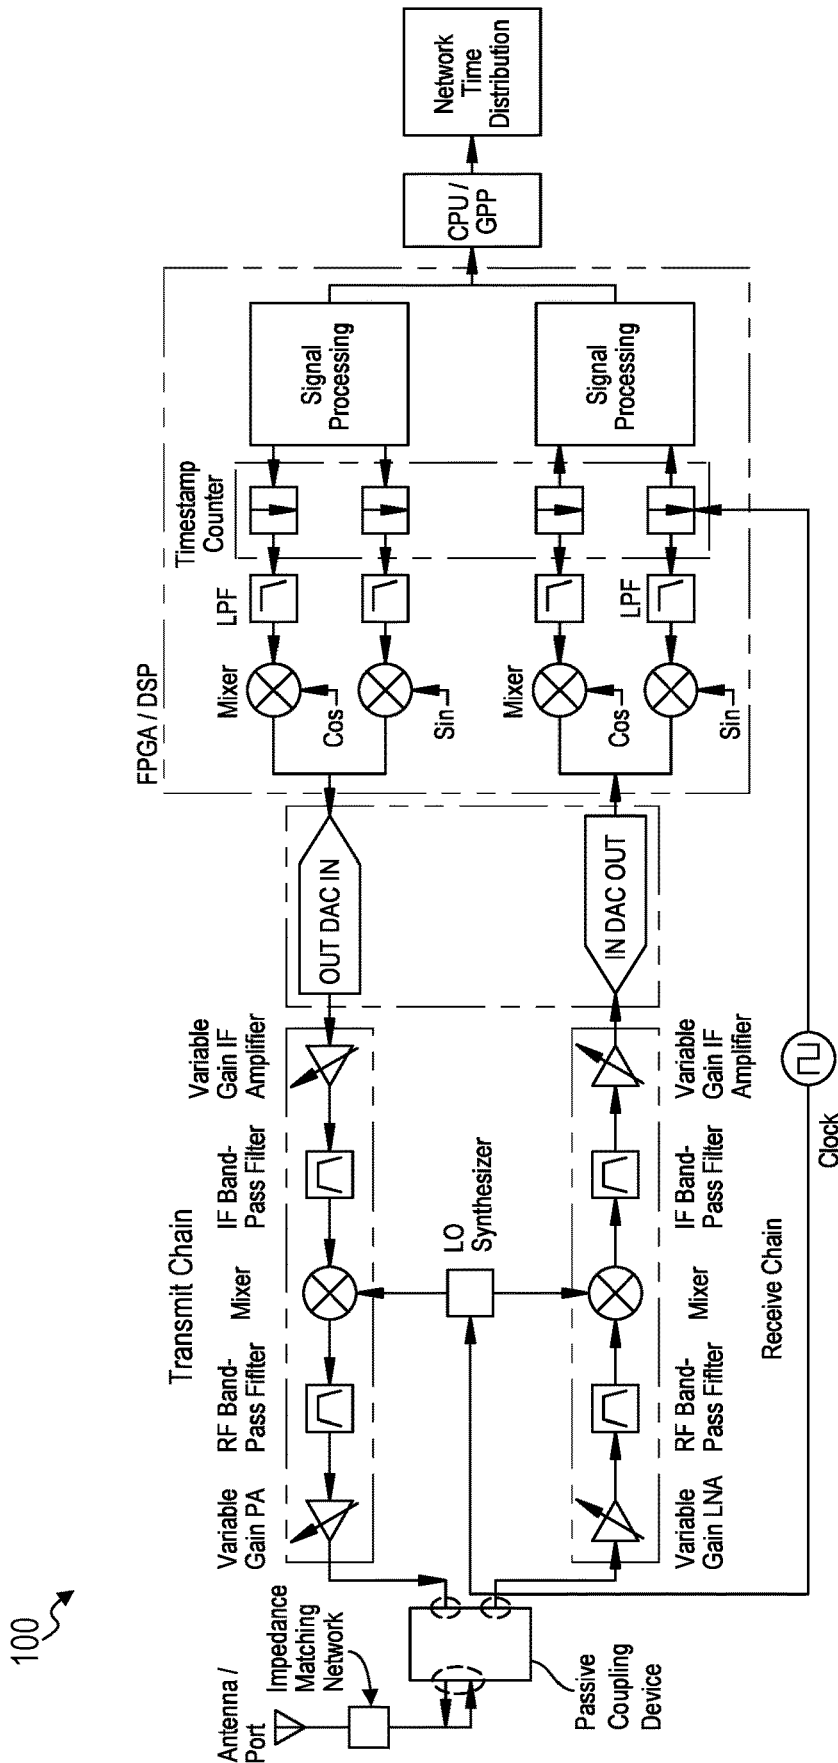 100
Antenna /
Port
Impedance
Matching
Network
Passive
Coupling
Device
Transmit Chain
Variable
Gain PA
RF Band-
Pass Fiflter
Mixer
IF Band-
Pass Filter
Variable
Gain IF
Amplifier
LO
Synthesizer
Variable
Gain LNA
RF Band-
Pass Fiflter
Mixer
IF Band-
Pass Filter
Variable
Gain IF
Amplifier
Receive Chain
Clock
OUT DAC IN
IN DAC OUT
FPGA / DSP
Mixer
Cos
Sin
LPF
Timestamp
Counter
Signal
Processing
Mixer
Cos
Sin
LPF
Signal
Processing
CPU /
GPP
Network
Time
Distribution